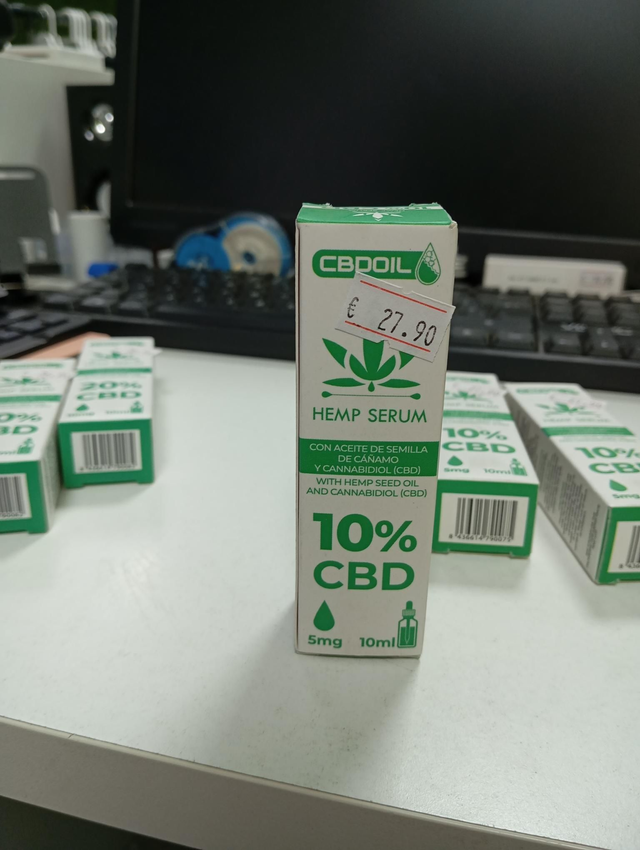 CBDOIL
€ 27.90
HEMP SERUM
CON ACEITE DE SEMILLA
DE CÁÑAMO
Y CANNABIDIOL (CBD)
WITH HEMP SEED OIL
AND CANNABIDIOL (CBD)
10%
CBD
5mg 10ml
20%
CBD
CBD
10%
CBD
5mg 10ml
10%
5mg